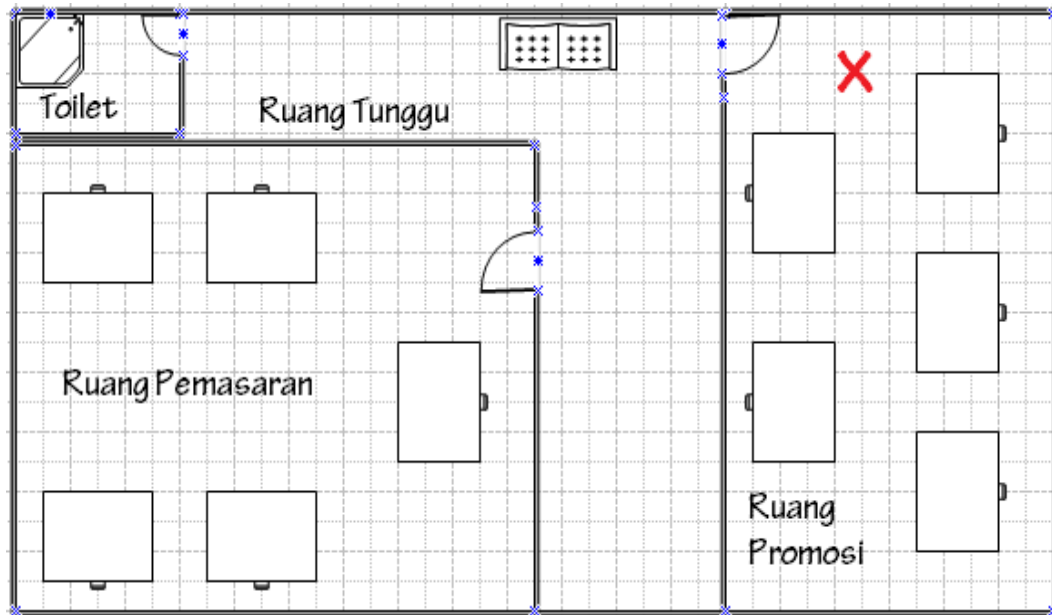 Toilet
Ruang Tunggu
Ruang Pemasaran
Ruang
Promosi